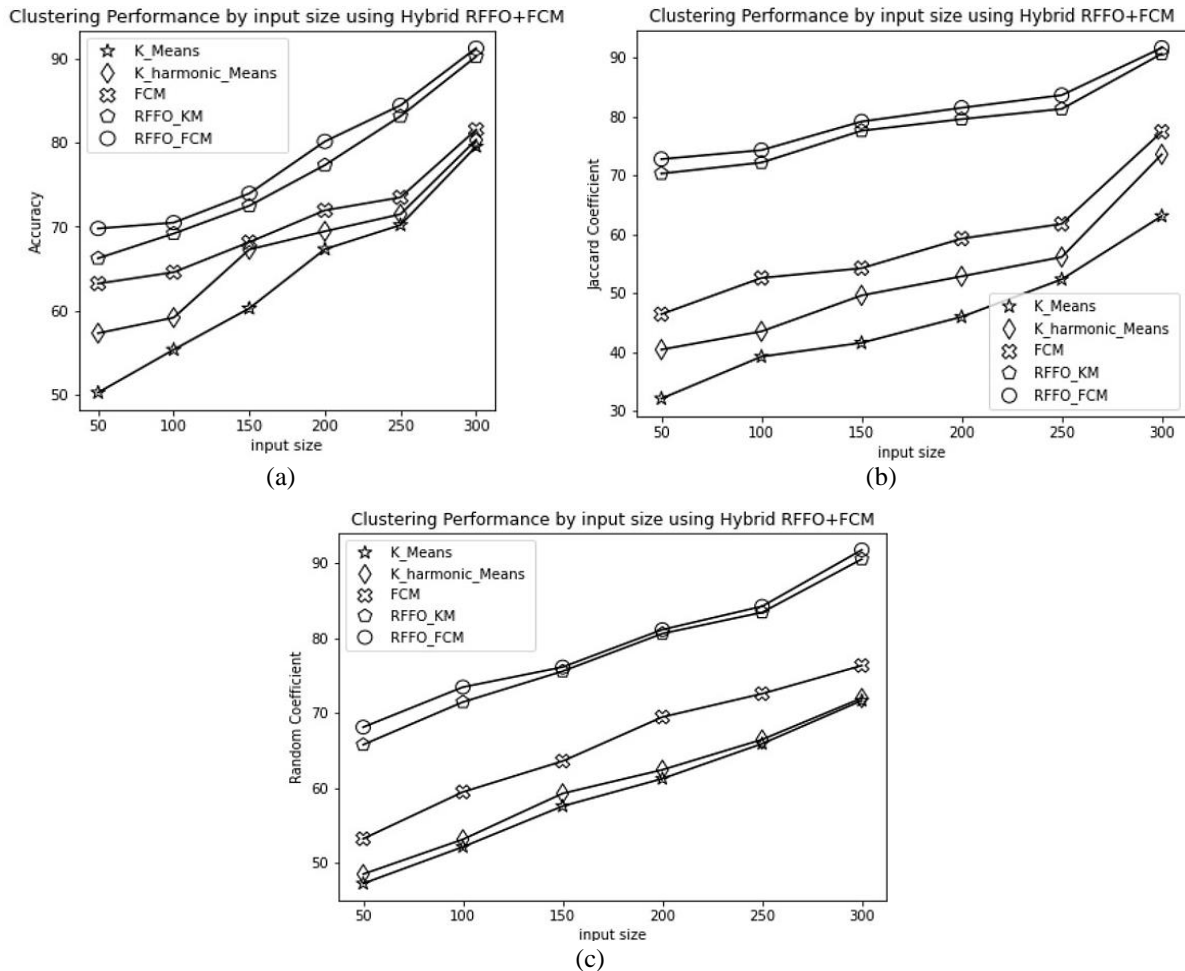 Clustering Performance by input size using Hybrid RFFO+FCM
K_Means
K_harmonic_Means
FCM
RFFO_KM
RFFO_FCM
Accuracy
90
80
70
60
50
50 100 150 200 250 300
input size
(a)
Clustering Performance by input size using Hybrid RFFO+FCM
Jaccard Coefficient
90
80
70
60
50
40
30
K_Means
K_harmonic_Means
FCM
RFFO_KM
RFFO_FCM
50 100 150 200 250 300
input size
(b)
Clustering Performance by input size using Hybrid RFFO+FCM
K_Means
K_harmonic_Means
FCM
RFFO_KM
RFFO_FCM
Random Coefficient
90
80
70
60
50
50 100 150 200 250 300
input size
(c)